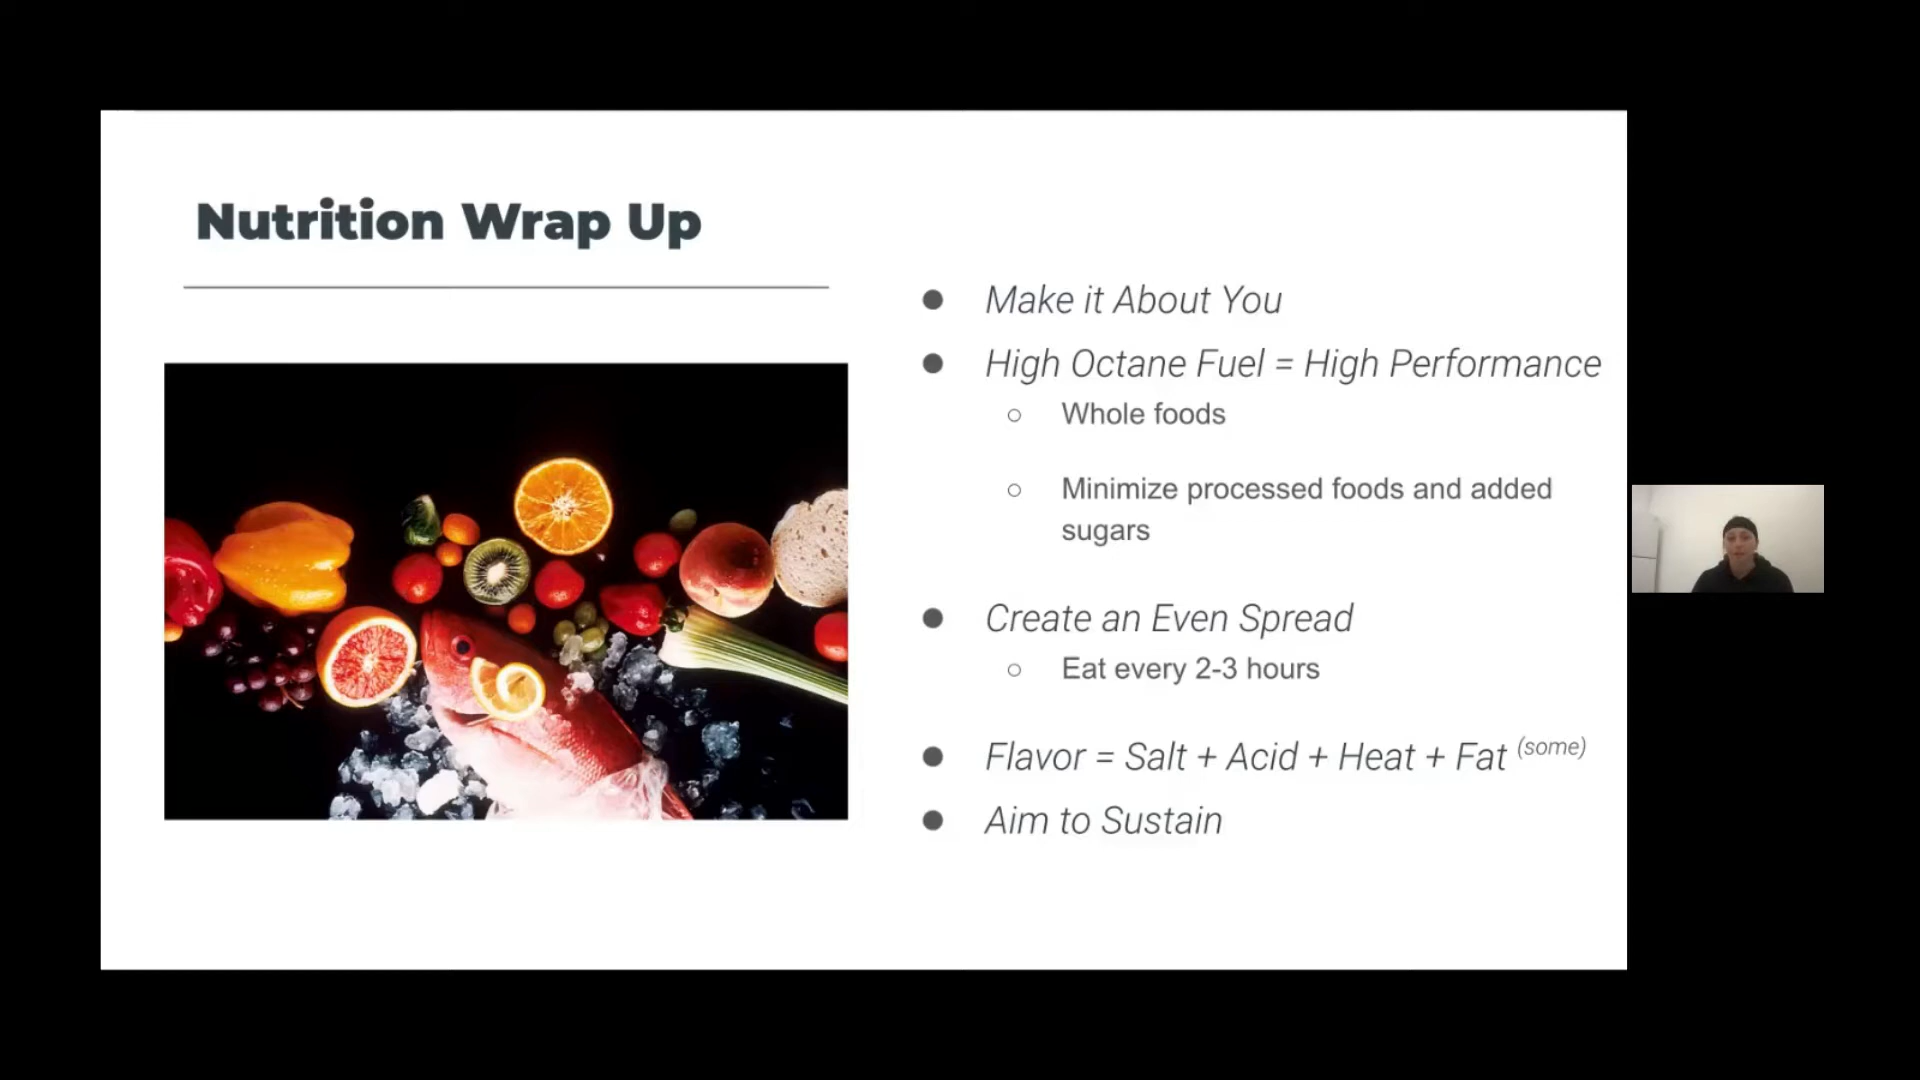 Nutrition Wrap Up
● Make it About You
● High Octane Fuel = High Performance
○ Whole foods
○ Minimize processed foods and added
sugars
● Create an Even Spread
○ Eat every 2-3 hours
● Flavor = Salt + Acid + Heat + Fat (some)
● Aim to Sustain